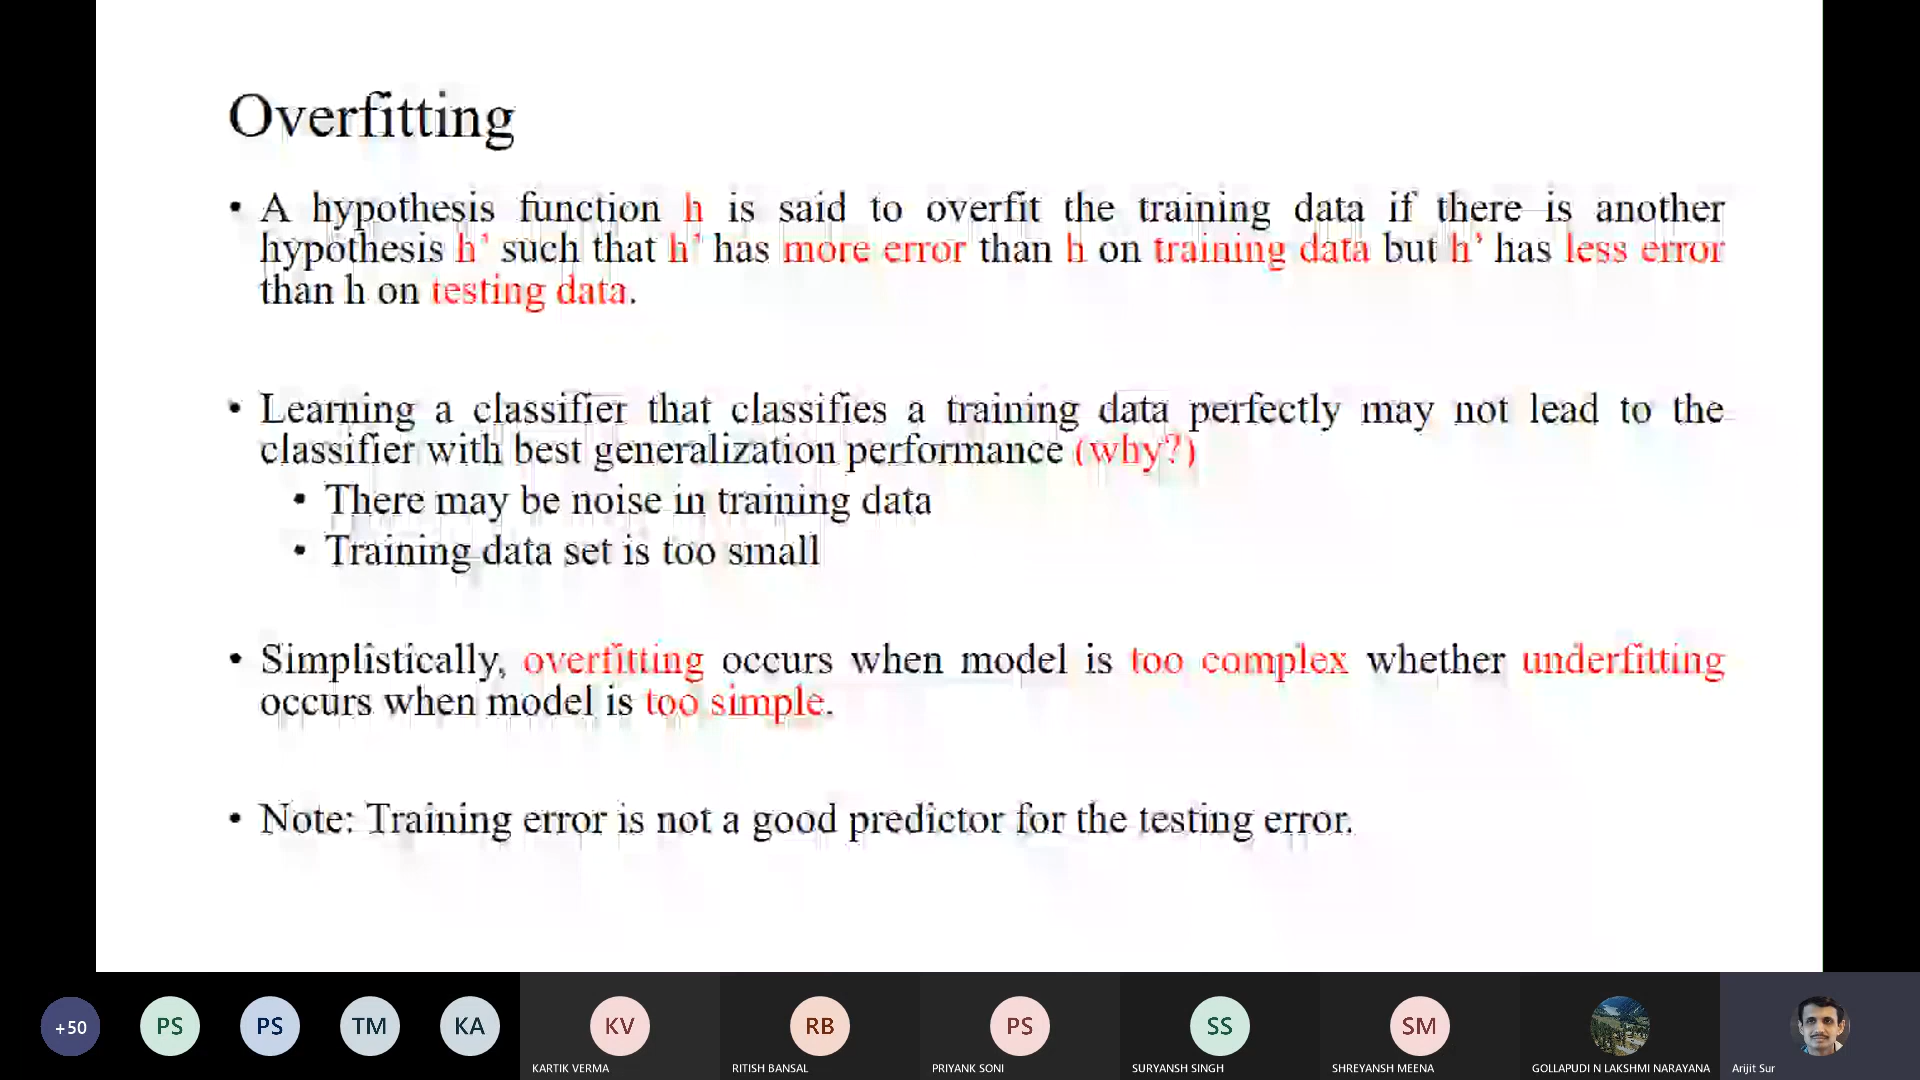 Overfitting
• A hypothesis function h is said to overfit the training data if there is another
hypothesis h' such that h' has more error than h on training data but h' has less error
than h on testing data.
• Learning a classifier that classifies a training data perfectly may not lead to the
classifier with best generalization performance (why?)
• There may be noise in training data
• Training data set is too small
• Simplistically, overfitting occurs when model is too complex whether underfitting
occurs when model is too simple.
• Note: Training error is not a good predictor for the testing error.
+50 PS PS TM KA KV RB PS SS SM
KARTIK VERMA RITISH BANSAL PRIYANK SONI SURYANSH SINGH SHREYANSH MEENA GOLLAPUDI N LAKSHMI NARAYANA Arijit Sur